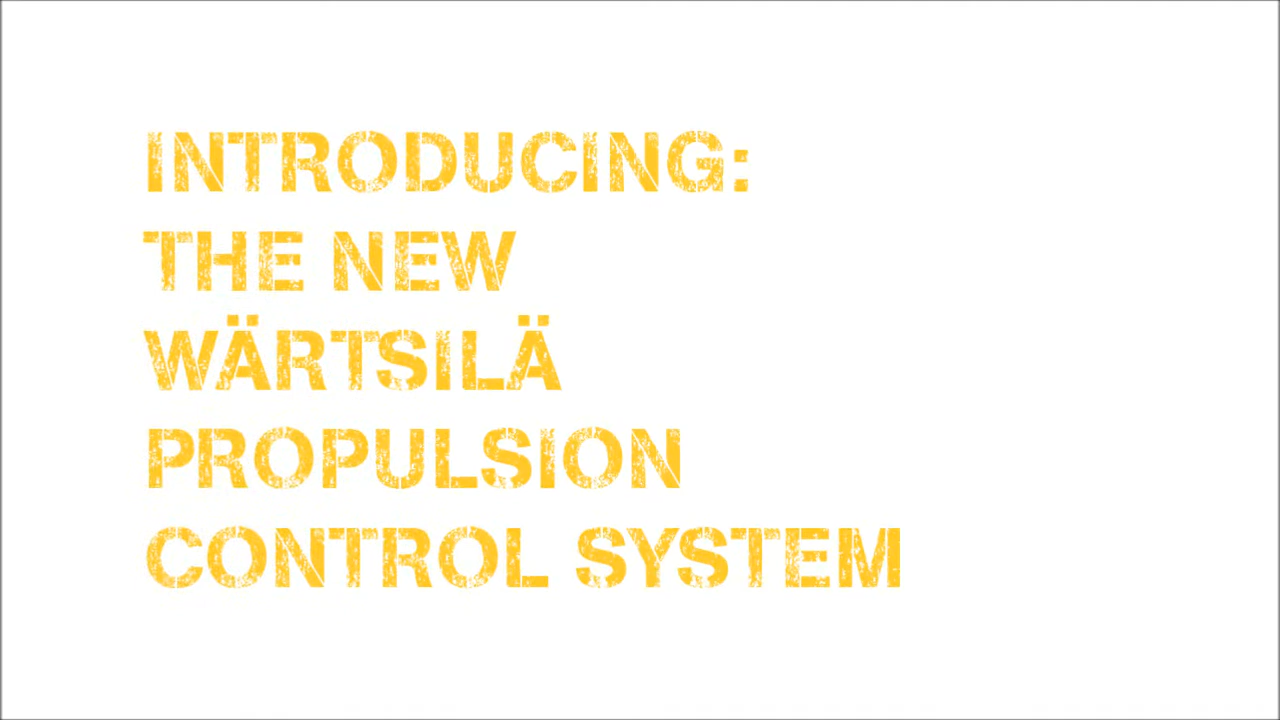 INTRODUCING:
THE NEW
WÄRTSILÄ
PROPULSION
CONTROL SYSTEM